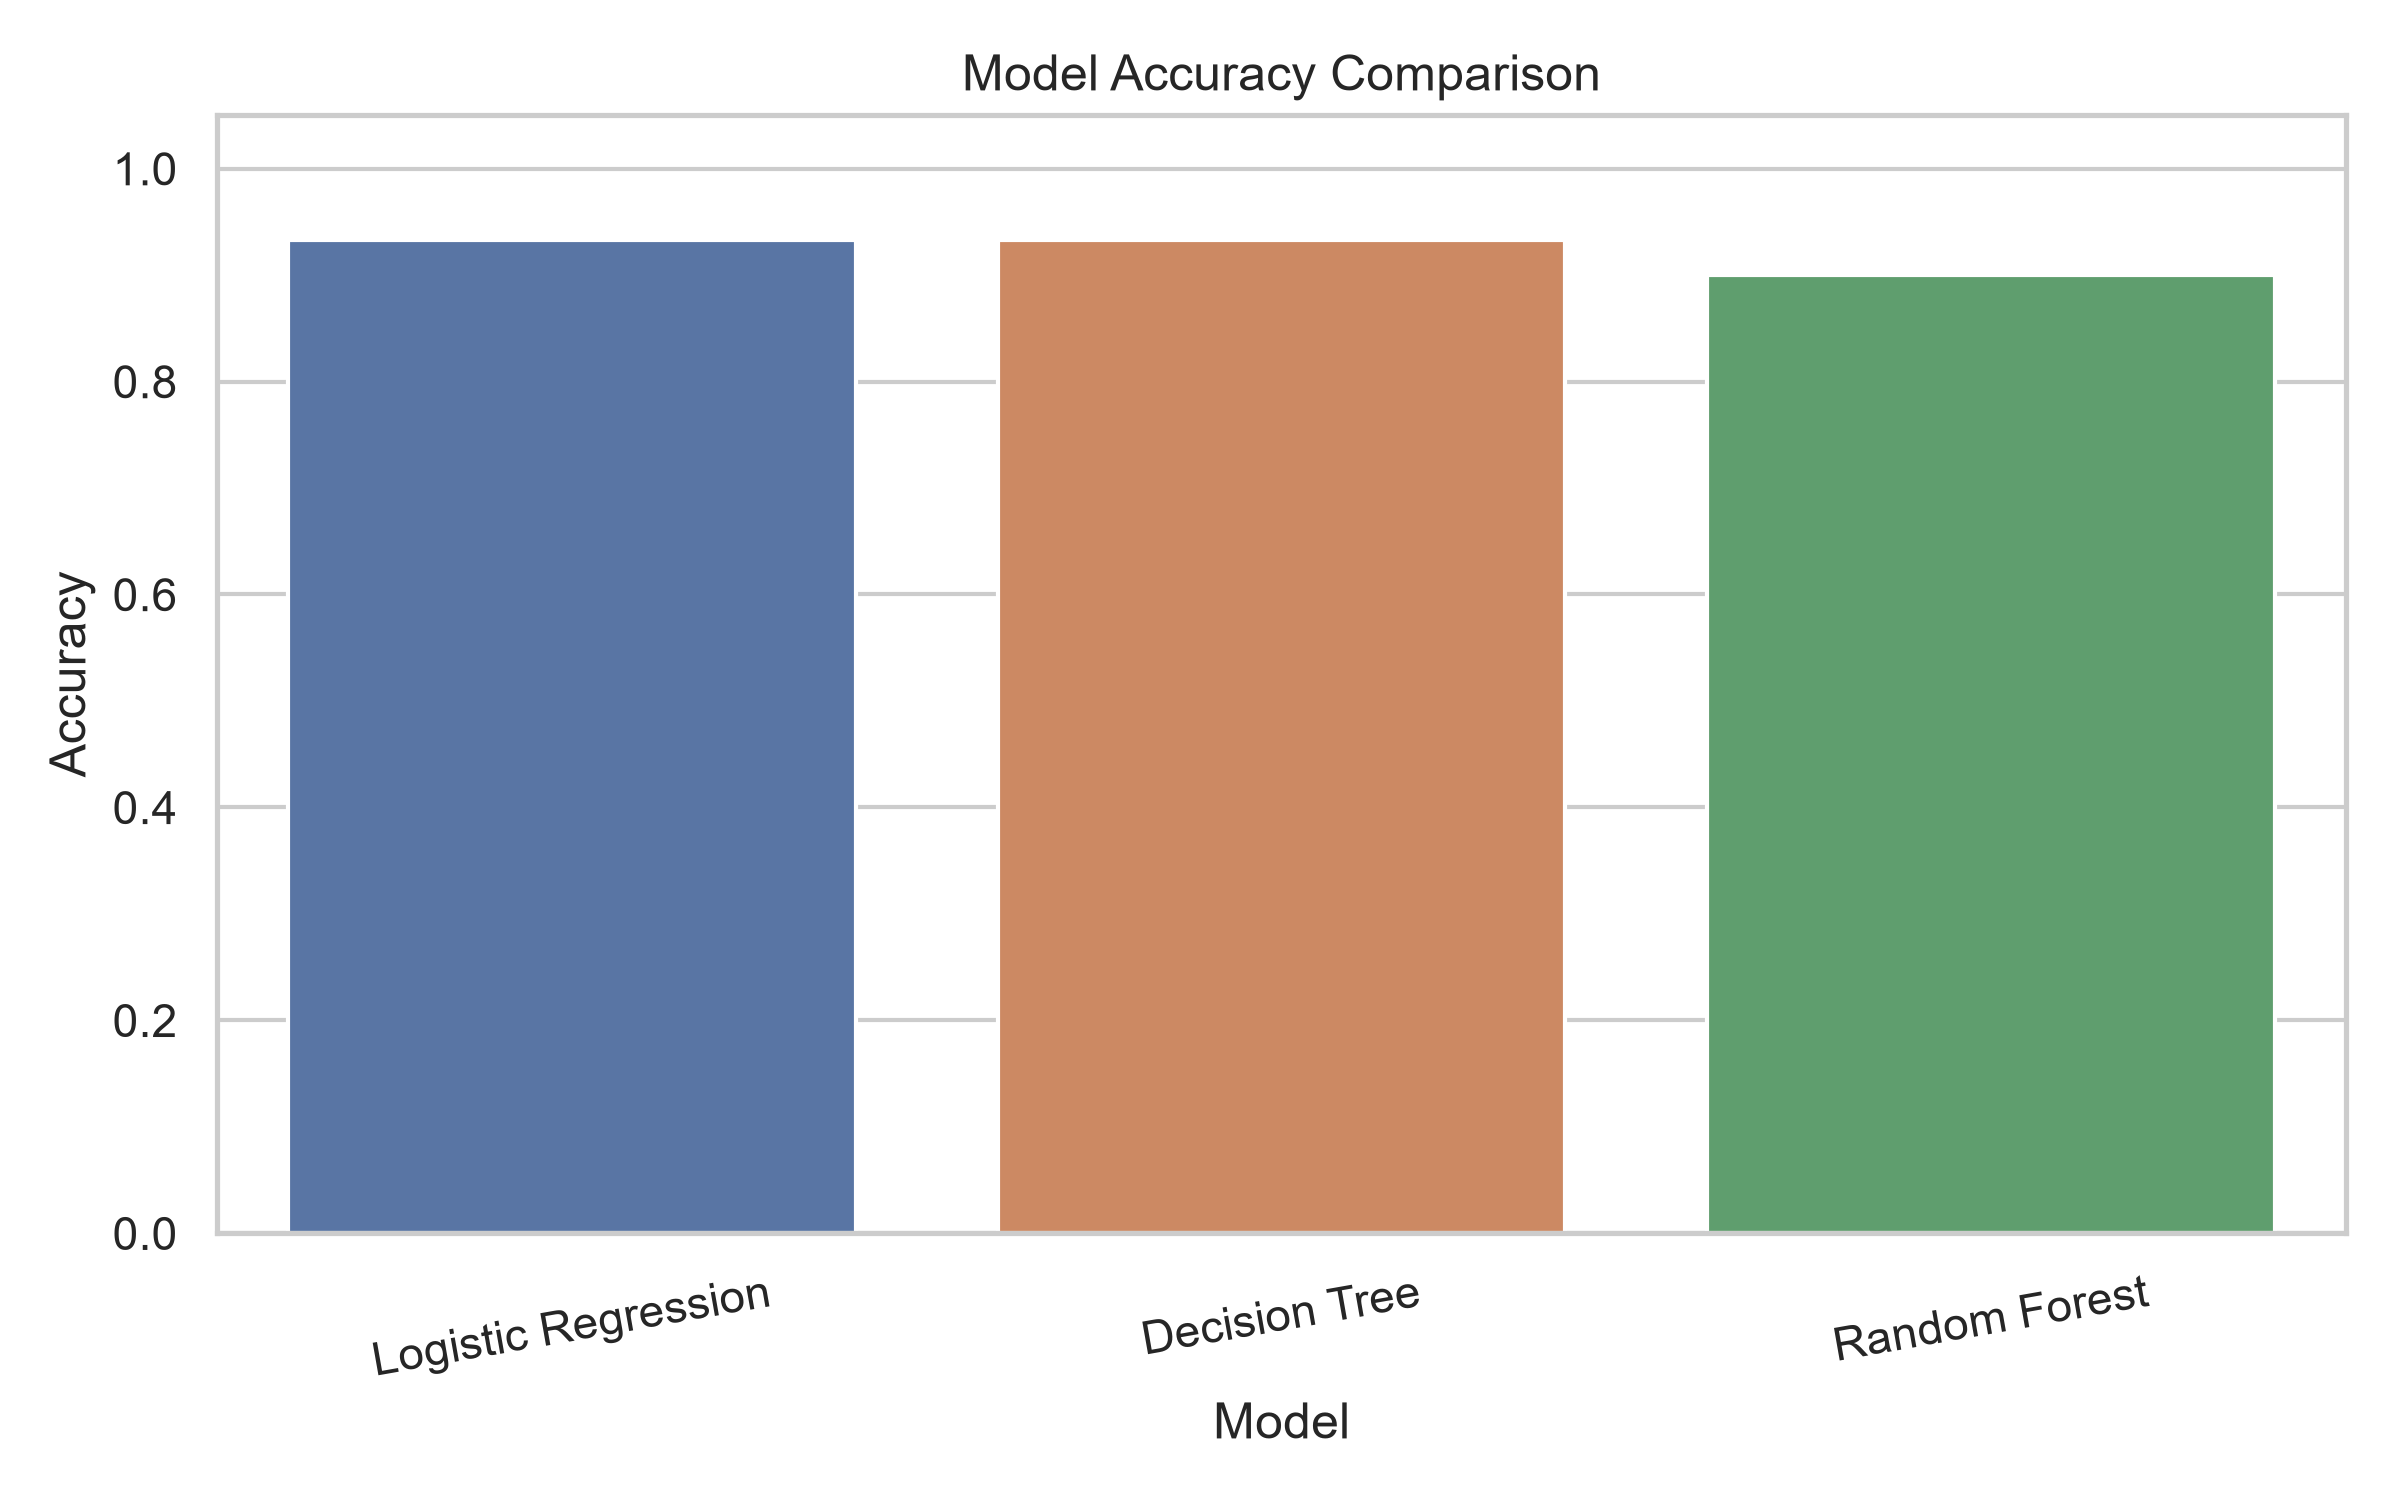 Model Accuracy Comparison
1.0
0.8
0.6
0.4
0.2
0.0
Accuracy
Logistic Regression
Decision Tree
Random Forest
Model